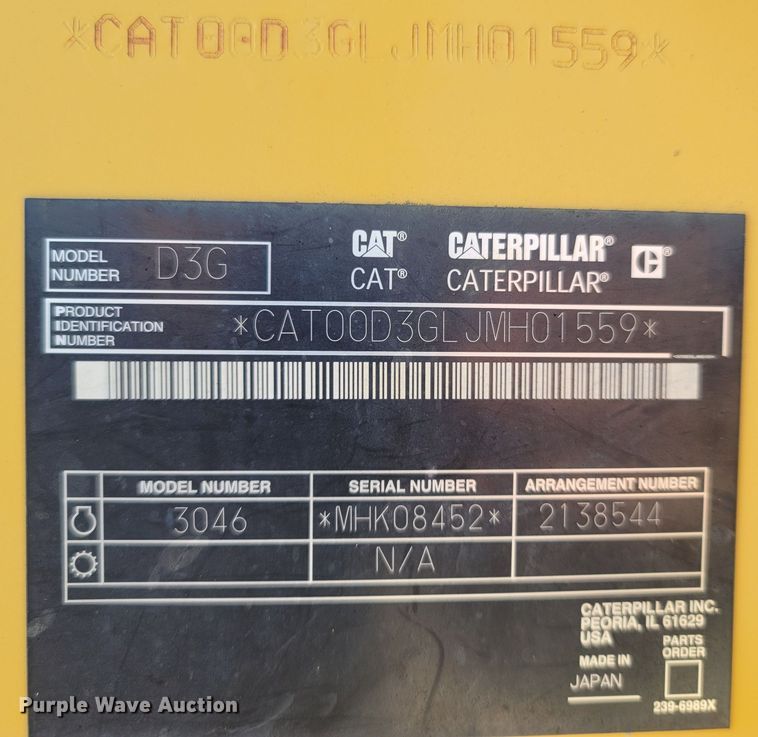 *CAT00D3GLJMH01559*
MODEL NUMBER D3G
CAT® CATERPILLAR® C®
CAT® CATERPILLAR®
PRODUCT
IDENTIFICATION
NUMBER
*CAT00D3GLJMH01559*
MODEL NUMBER SERIAL NUMBER ARRANGEMENT NUMBER
3046 *MHK08452* 2138544
N/A
CATERPILLAR INC.
PEORIA, IL 61629
USA
PARTS
ORDER
MADE IN
JAPAN
239-6989X
Purple Wave Auction